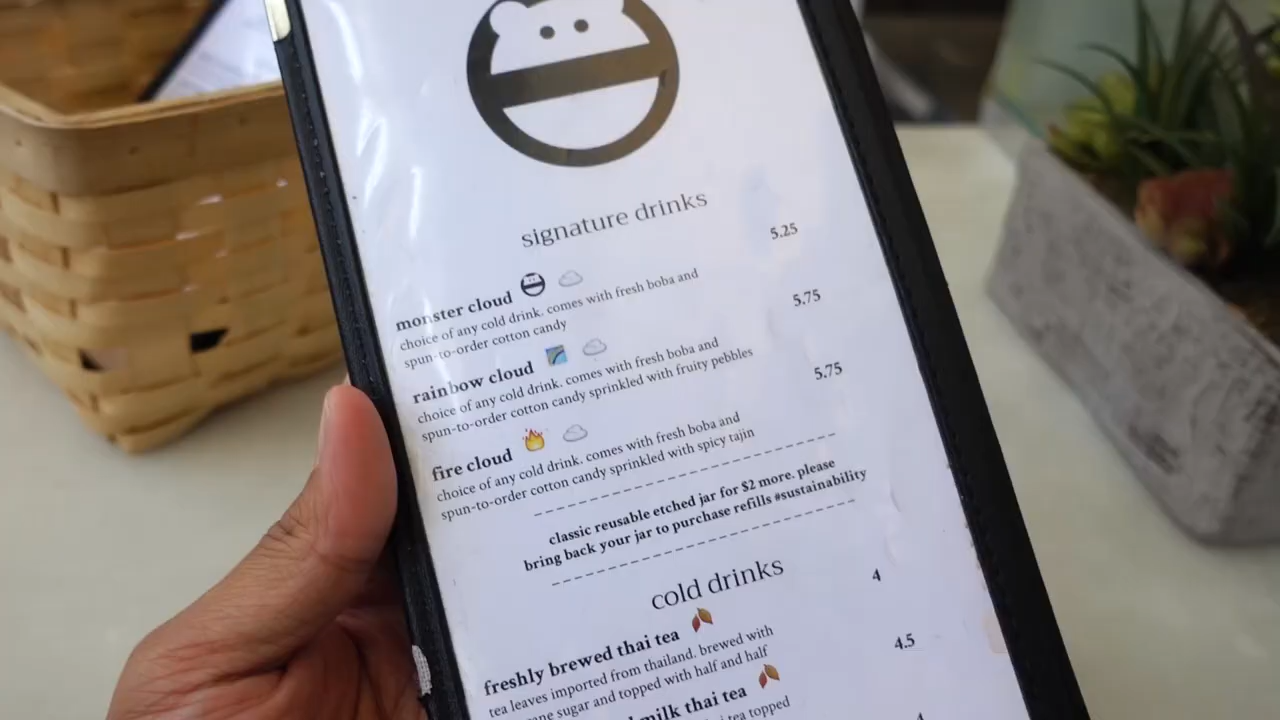 signature drinks
monster cloud 5.25
choice of any cold drink. comes with fresh boba and
spun-to-order cotton candy
rainbow cloud 5.75
choice of any cold drink. comes with fresh boba and
spun-to-order cotton candy sprinkled with fruity pebbles
fire cloud 5.75
choice of any cold drink. comes with fresh boba and
spun-to-order cotton candy sprinkled with spicy tajin
classic reusable etched jar for $2 more. please
bring back your jar to purchase refills #sustainability
cold drinks
freshly brewed thai tea 4
tea leaves imported from thailand. brewed with
sugar and topped with half and half
milk thai tea 4.5
tea topped